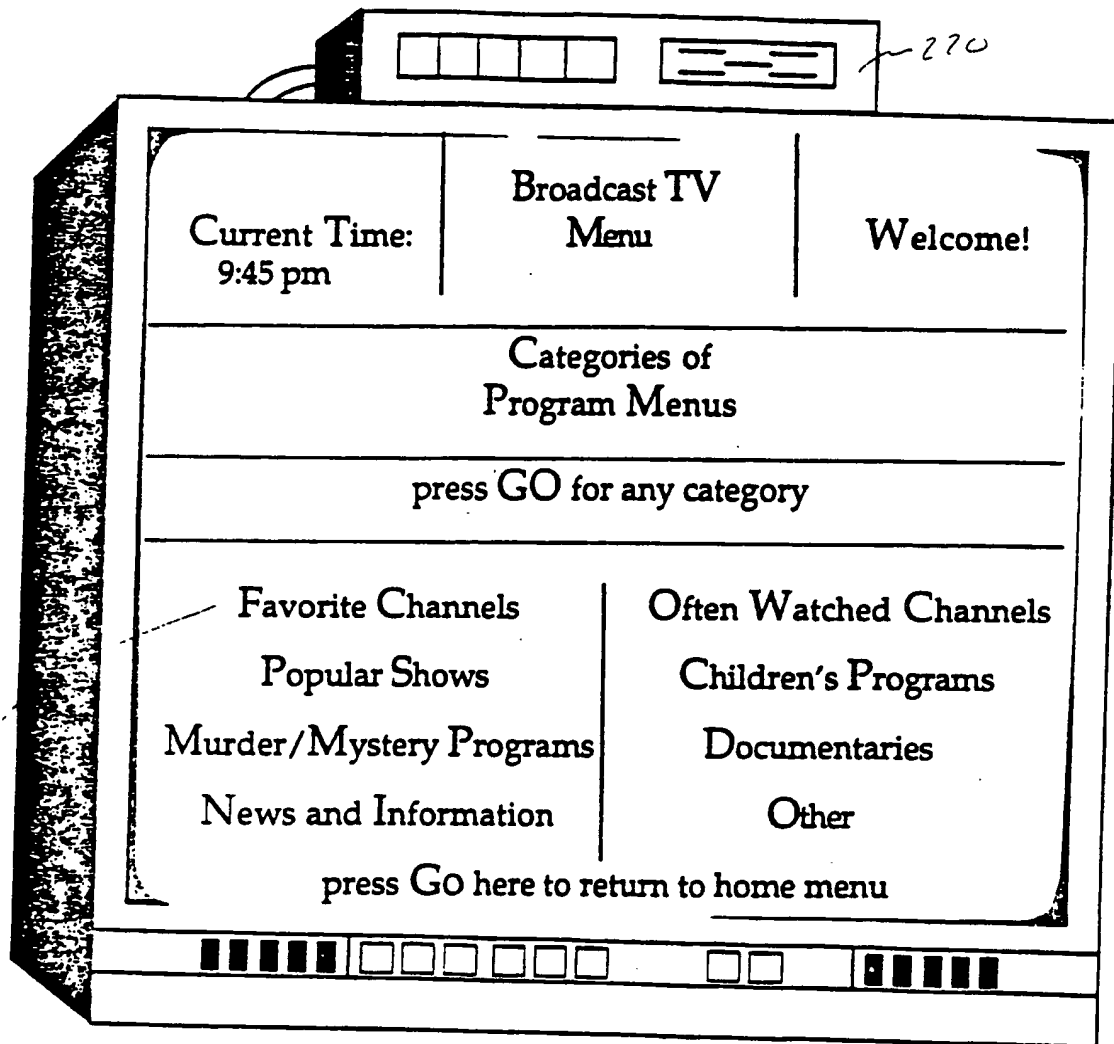 220
Broadcast TV
Menu
Current Time:
9:45 pm
Welcome!
Categories of
Program Menus
press GO for any category
Favorite Channels
Often Watched Channels
Popular Shows
Children's Programs
Murder/Mystery Programs
Documentaries
News and Information
Other
press Go here to return to home menu